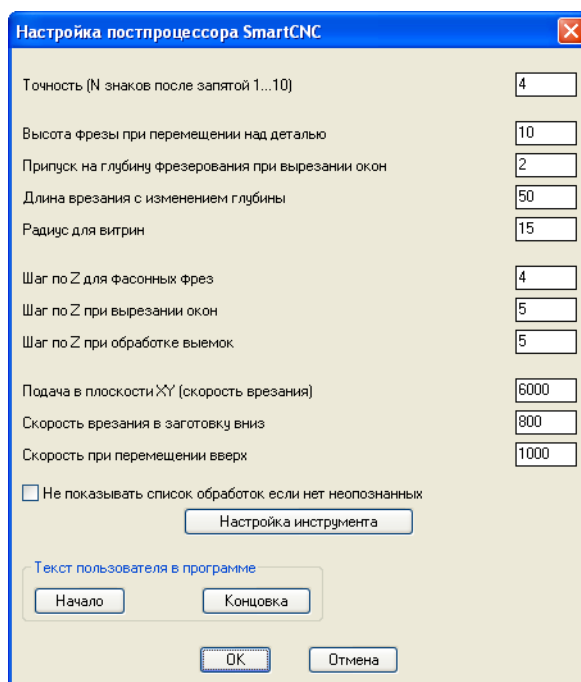 Настройка постпроцессора SmartCNC
Точность (N знаков после запятой 1...10) 4
Высота фрезы при перемещении над деталью 10
Припуск на глубину фрезерования при вырезании окон 2
Длина врезания с изменением глубины 50
Радиус для витрин 15
Шаг по Z для фасонных фрез 4
Шаг по Z при вырезании окон 5
Шаг по Z при обработке выемок 5
Подача в плоскости XY (скорость врезания) 6000
Скорость врезания в заготовку вниз 800
Скорость при перемещении вверх 1000
Не показывать список обработок если нет неопознанных
Настройка инструмента
Текст пользователя в программе
Начало Концовка
OK Отмена